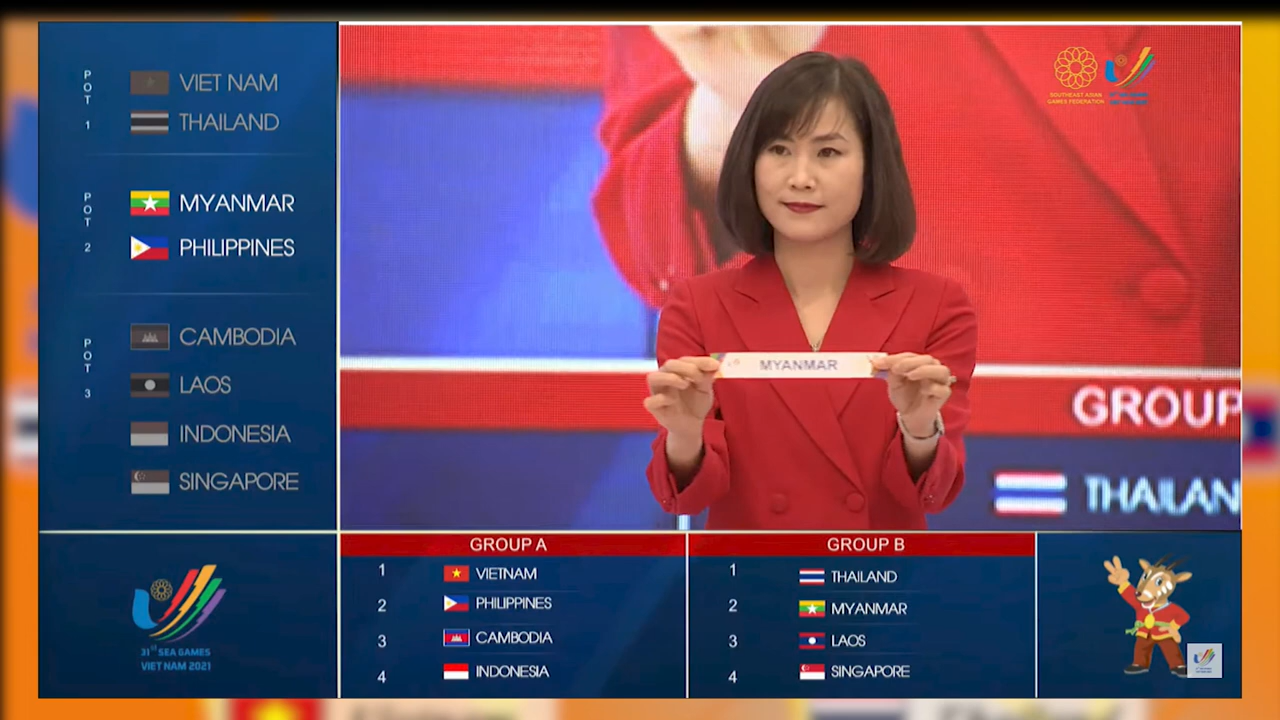 POT 1
VIET NAM
THAILAND
POT 2
MYANMAR
PHILIPPINES
POT 3
CAMBODIA
LAOS
INDONESIA
SINGAPORE
SOUTHEAST ASIAN
GAMES FEDERATION
MYANMAR
GROUP
THAILAN
31ST SEA GAMES
VIET NAM 2021
GROUP A
1 VIETNAM
2 PHILIPPINES
3 CAMBODIA
4 INDONESIA
GROUP B
1 THAILAND
2 MYANMAR
3 LAOS
4 SINGAPORE